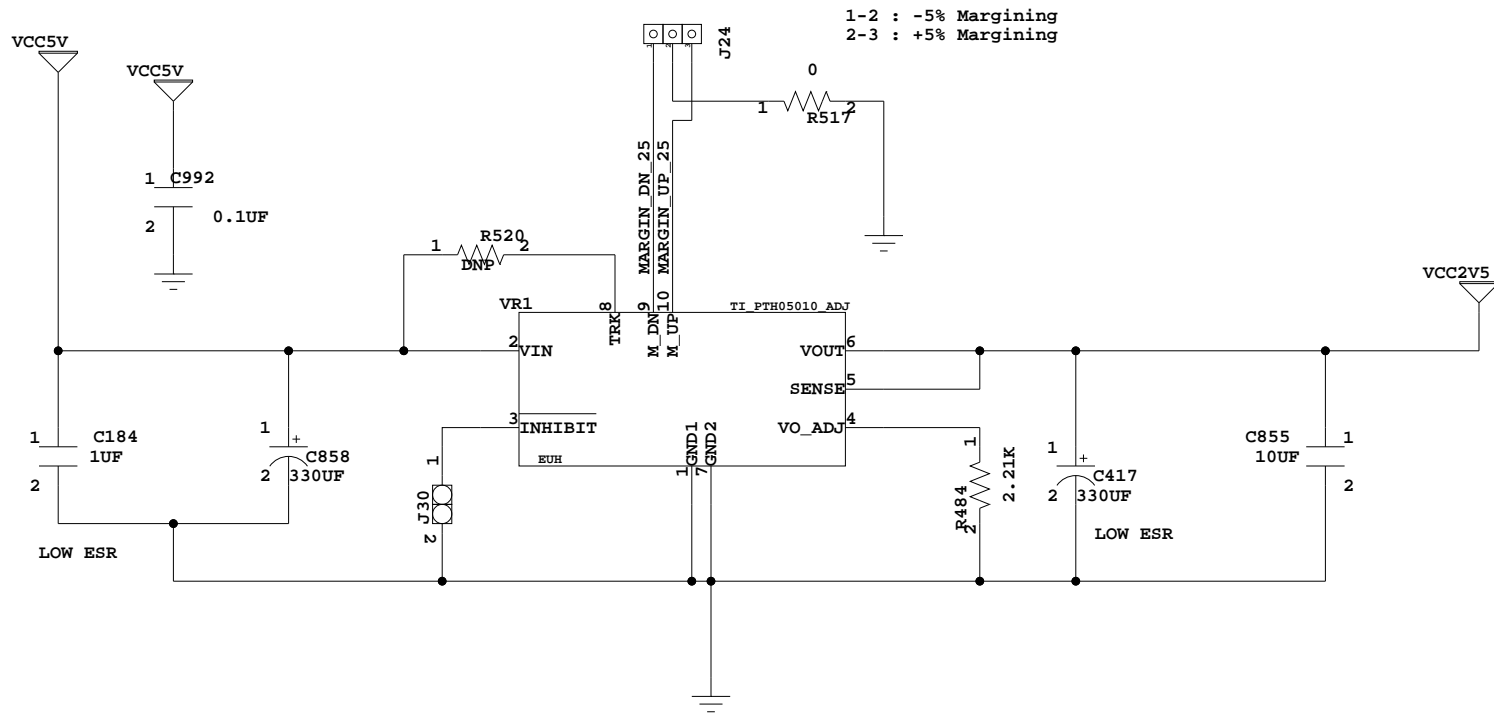 1-2 : -5% Margining
2-3 : +5% Margining
J24
1 2 3
VCC5V
VCC5V
0
1 2
R517
MARGIN_DN_25
MARGIN_UP_25
1 C992
2 0.1UF
R520
1 2
DNP
VCC2V5
VR1
8
9
10
TI_PTH05010_ADJ
TRK
M_DN
M_UP
2 VIN
VOUT 6
SENSE 5
3 INHIBIT
VO_ADJ 4
EUH
GND1
GND2
1
7
1 C184
1UF
2
1 C858
+
2 330UF
LOW ESR
1
J30
2
1
2.21K
R484
2
1 +
C417
2 330UF
LOW ESR
C855 1
10UF
2